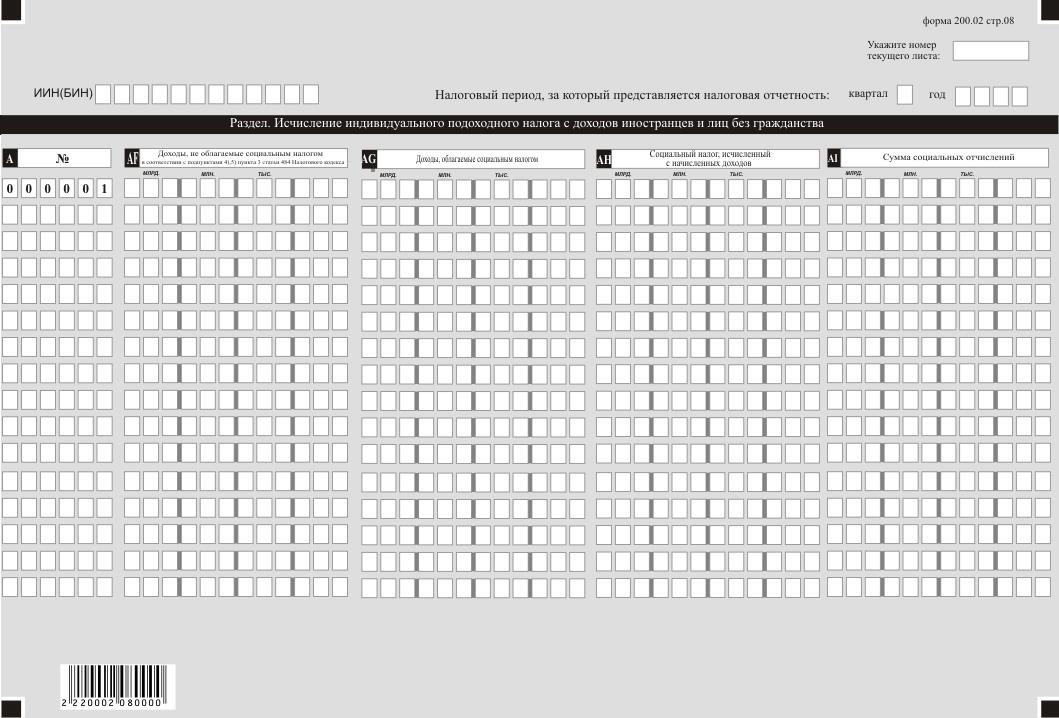 форма 200.02 стр.08
Укажите номер
текущего листа:
ИИН(БИН)
Налоговый период, за который представляется налоговая отчетность:
квартал
год
Раздел. Исчисление индивидуального подоходного налога с доходов иностранцев и лиц без гражданства
A №
AF Доходы, не облагаемые социальным налогом
в соответствии с подпунктами 4),5) пункта 3 статьи 484 Налогового кодекса
AG Доходы, облагаемые социальным налогом
AH Социальный налог, исчисленный
с начисленных доходов
AI Сумма социальных отчислений
МЛРД. МЛН. ТЫС.
МЛРД. МЛН. ТЫС.
МЛРД. МЛН. ТЫС.
МЛРД. МЛН. ТЫС.
0 0 0 0 0 1
2 220002 080000